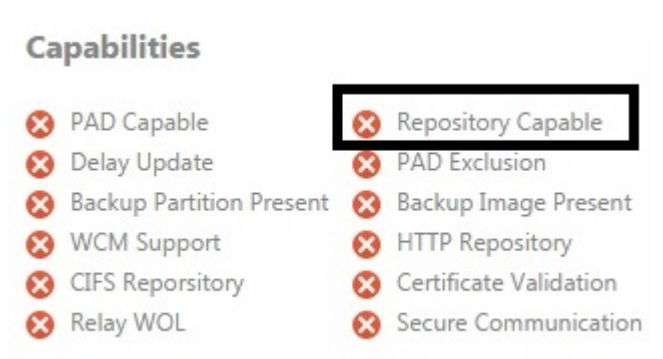 Capabilities
PAD Capable
Repository Capable
Delay Update
PAD Exclusion
Backup Partition Present
Backup Image Present
WCM Support
HTTP Repository
CIFS Reporsitory
Certificate Validation
Relay WOL
Secure Communication